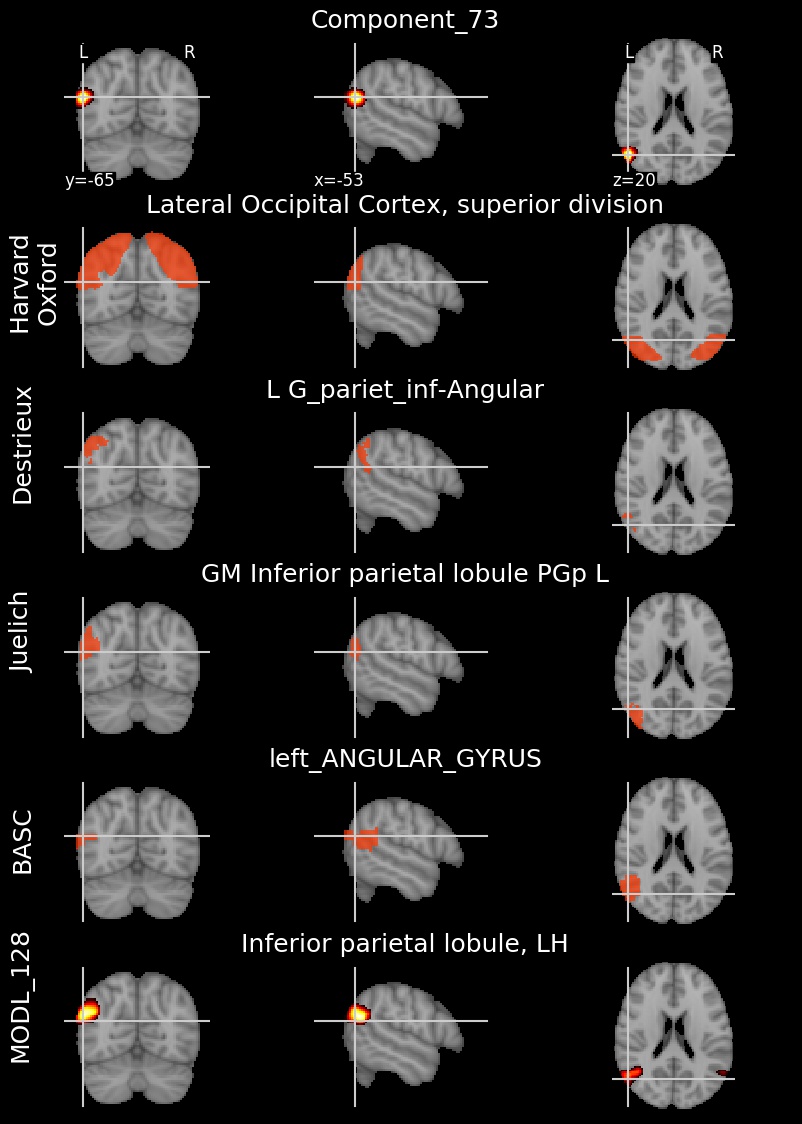 Component_73
L R
L R
y=-65
x=-53
z=20
Lateral Occipital Cortex, superior division
Harvard
Oxford
L G_pariet_inf-Angular
Destrieux
GM Inferior parietal lobule PGp L
Juelich
left_ANGULAR_GYRUS
BASC
Inferior parietal lobule, LH
MODL_128